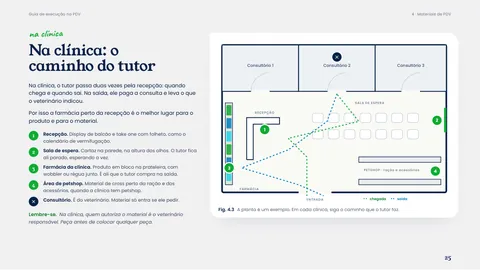 Guia de execução no PDV
4 Materiais de PDV
na clínica
Na clínica: o
caminho do tutor
Na clínica, o tutor passa duas vezes pela recepção: quando
chega e quando sai. Na saída, ele paga a consulta e leva o que
o veterinário indicou.
Por isso a farmácia perto da recepção é o melhor lugar para o
produto e para o material.
1 Recepção. Display de balcão e take one com folheto, como o
calendário de vermifugação.
2 Sala de espera. Cartaz na parede, na altura dos olhos. O tutor fica
ali parado, esperando a vez.
3 Farmácia da clínica. Produto em bloco na prateleira, com
wobbler ou régua junto. É ali que o tutor compra na saída.
4 Área de petshop. Material de cross perto da ração e dos
acessórios, quando a clínica tem petshop.
× Consultório. É do veterinário. Material só entra se ele pedir.
Lembre-se. Na clínica, quem autoriza o material é o veterinário
responsável. Peça antes de colocar qualquer peça.
Consultório 1
Consultório 2
Consultório 3
×
SALA DE ESPERA
RECEPÇÃO
1
2
3
4
PETSHOP · ração e acessórios
FARMÁCIA
ENTRADA
chegada
saída
Fig. 4.3 A planta é um exemplo. Em cada clínica, siga o caminho que o tutor faz.
25